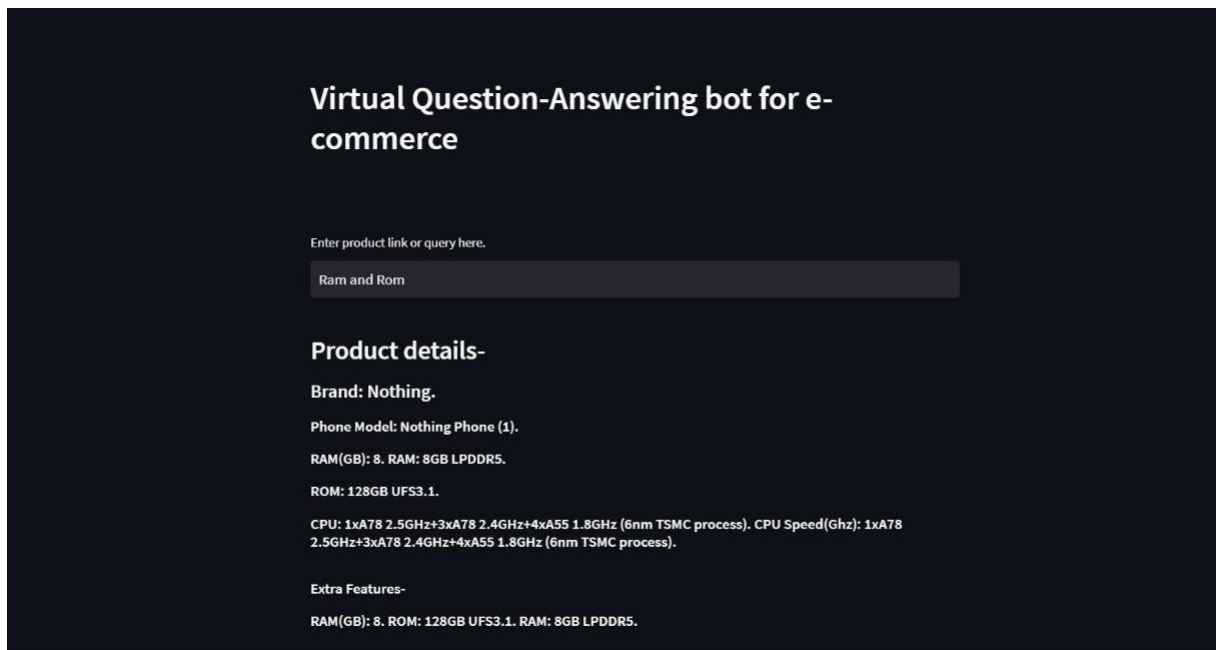 Virtual Question-Answering bot for e-
commerce
Enter product link or query here.
Ram and Rom
Product details-
Brand: Nothing.
Phone Model: Nothing Phone (1).
RAM(GB): 8. RAM: 8GB LPDDR5.
ROM: 128GB UFS3.1.
CPU: 1xA78 2.5GHz+3xA78 2.4GHz+4xA55 1.8GHz (6nm TSMC process). CPU Speed(Ghz): 1xA78
2.5GHz+3xA78 2.4GHz+4xA55 1.8GHz (6nm TSMC process).
Extra Features-
RAM(GB): 8. ROM: 128GB UFS3.1. RAM: 8GB LPDDR5.